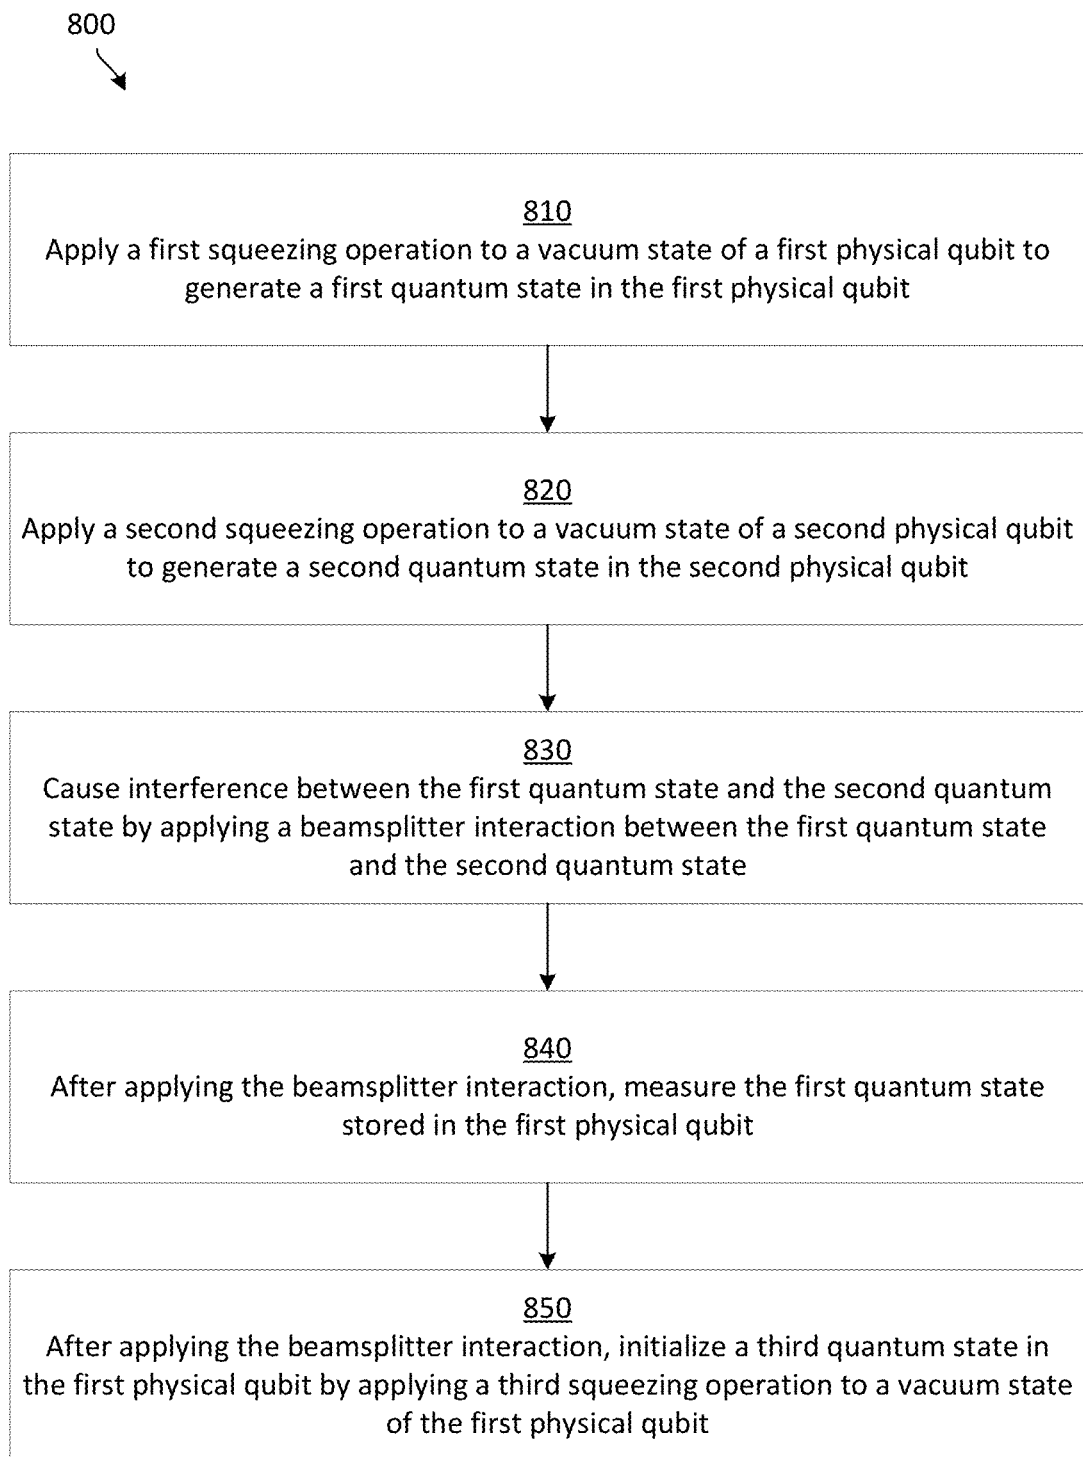 800
810
Apply a first squeezing operation to a vacuum state of a first physical qubit to
generate a first quantum state in the first physical qubit
820
Apply a second squeezing operation to a vacuum state of a second physical qubit
to generate a second quantum state in the second physical qubit
830
Cause interference between the first quantum state and the second quantum
state by applying a beamsplitter interaction between the first quantum state
and the second quantum state
840
After applying the beamsplitter interaction, measure the first quantum state
stored in the first physical qubit
850
After applying the beamsplitter interaction, initialize a third quantum state in
the first physical qubit by applying a third squeezing operation to a vacuum state
of the first physical qubit